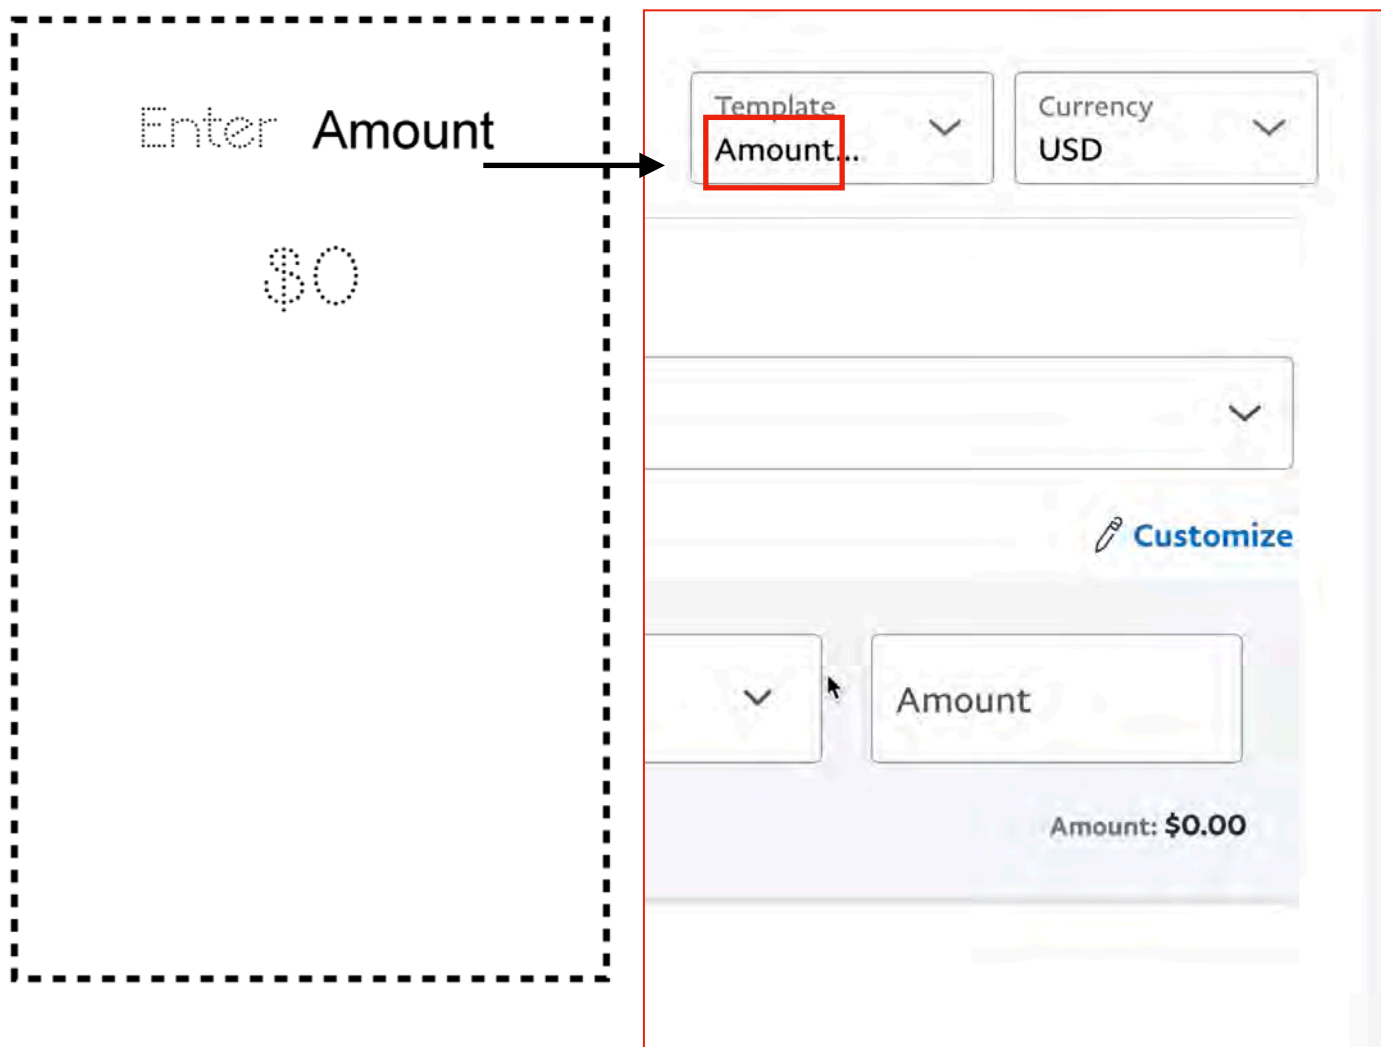 Enter Amount
$0
Template
Amount...
Currency
USD
Customize
Amount
Amount: $0.00